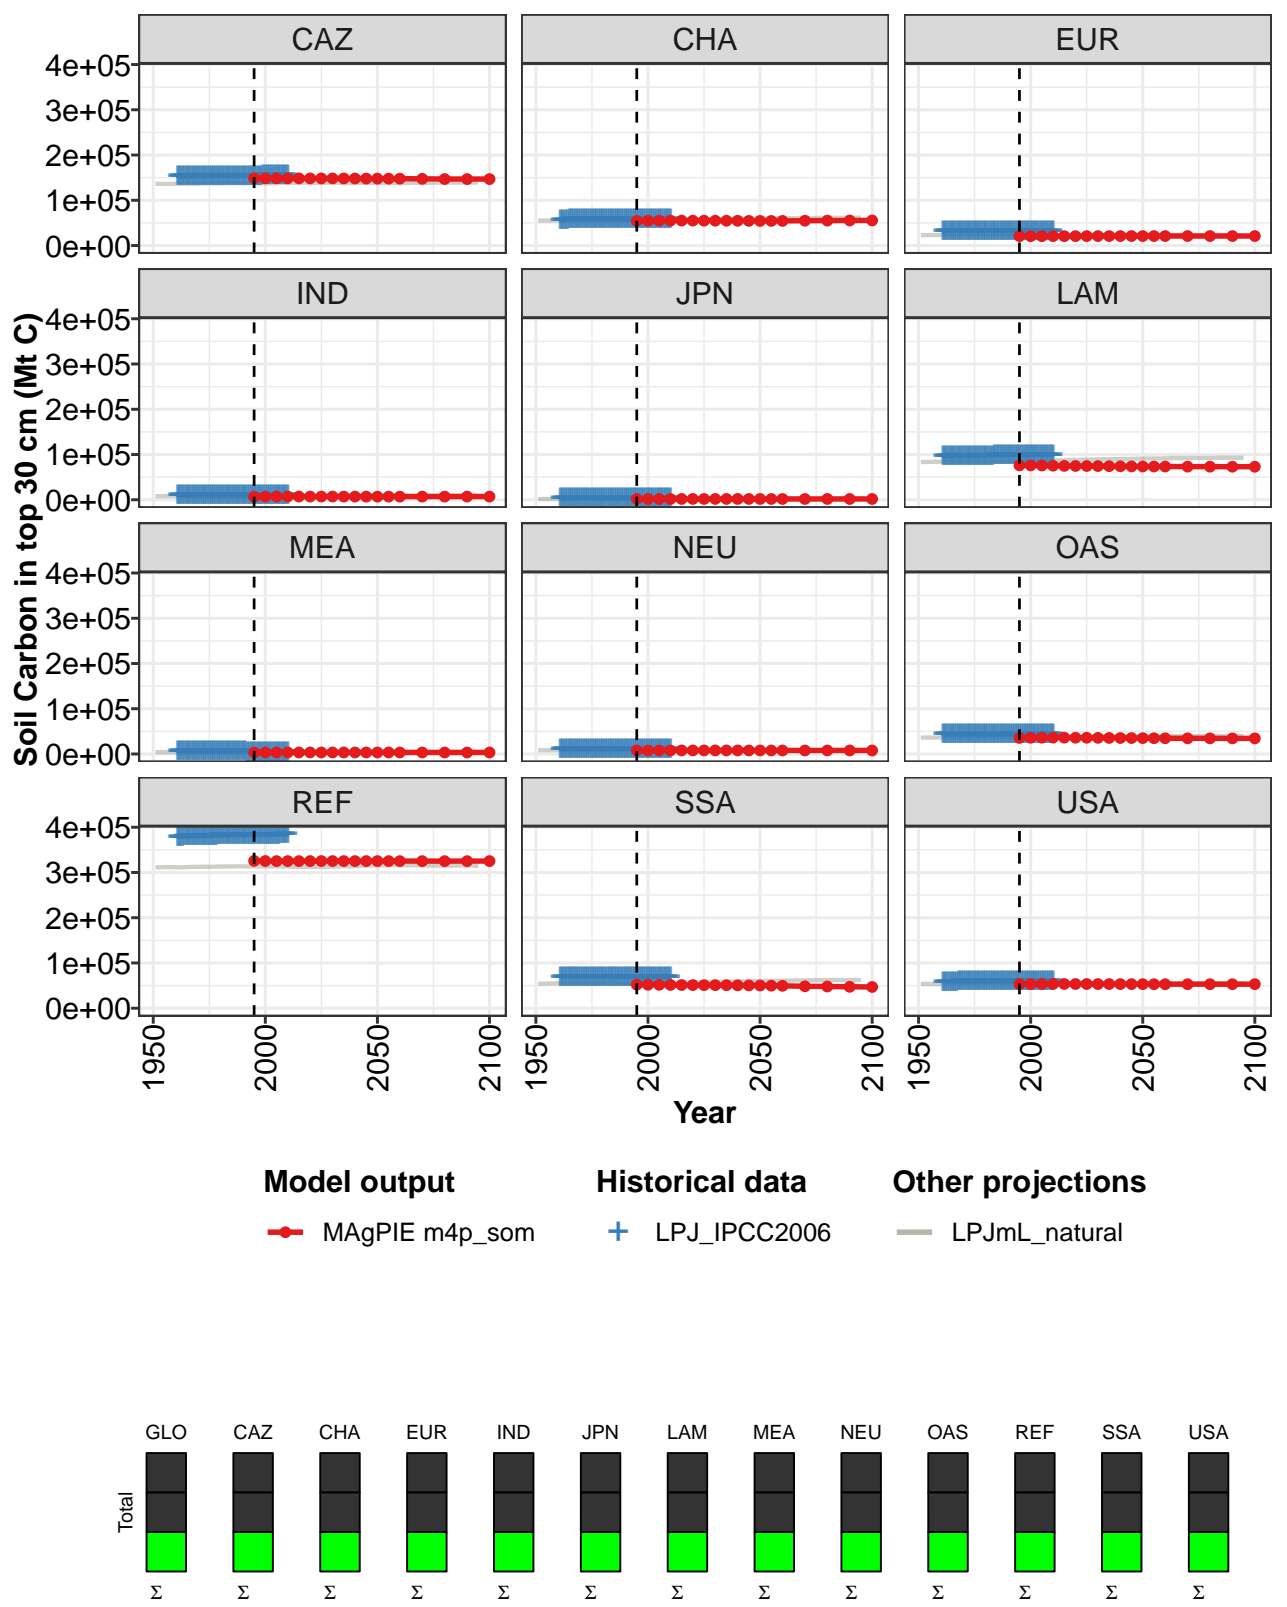 CAZ CHA EUR
4e+05
3e+05
2e+05
1e+05
0e+00
IND JPN LAM
4e+05
3e+05
2e+05
1e+05
0e+00
Soil Carbon in top 30 cm (Mt C)
MEA NEU OAS
4e+05
3e+05
2e+05
1e+05
0e+00
REF SSA USA
4e+05
3e+05
2e+05
1e+05
0e+00
1950 2000 2050 2100 1950 2000 2050 2100 1950 2000 2050 2100
Year
Model output Historical data Other projections
MAgPIE m4p_som LPJ_IPCC2006 LPJmL_natural
GLO CAZ CHA EUR IND JPN LAM MEA NEU OAS REF SSA USA
Total
Σ Σ Σ Σ Σ Σ Σ Σ Σ Σ Σ Σ Σ